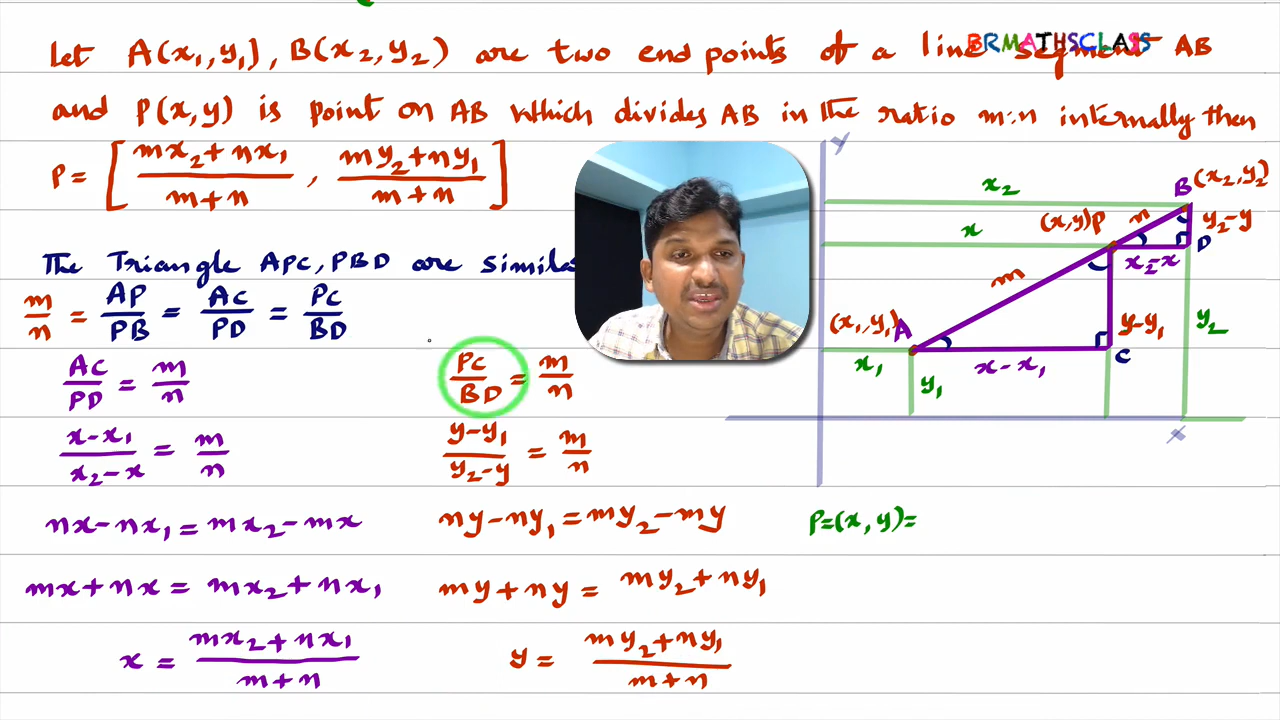 Let A(x₁,y₁), B(x₂,y₂) are two end points of a line segment AB
BRMATHSCLASS
and P(x,y) is point on AB which divides AB in the ratio m:n internally then
P = [ (mx₂+nx₁)/(m+n) , (my₂+ny₁)/(m+n) ]
The Triangle APC, PBD are
m/n = AP/PB = AC/PD = PC/BD
AC/PD = m/n
(x-x₁)/(x₂-x) = m/n
nx-nx₁ = mx₂-mx
mx+nx = mx₂+nx₁
x = (mx₂+nx₁)/(m+n)
PC/BD = m/n
(y-y₁)/(y₂-y) = m/n
ny-ny₁ = my₂-my
my+ny = my₂+ny₁
y = (my₂+ny₁)/(m+n)
Y
x₂
B(x₂,y₂)
x
(x,y)P
n
y₂-y
D
x₂-x
m
(x₁,y₁)
A
y-y₁
y₂
x₁
x-x₁
C
y₁
X
P=(x,y)=